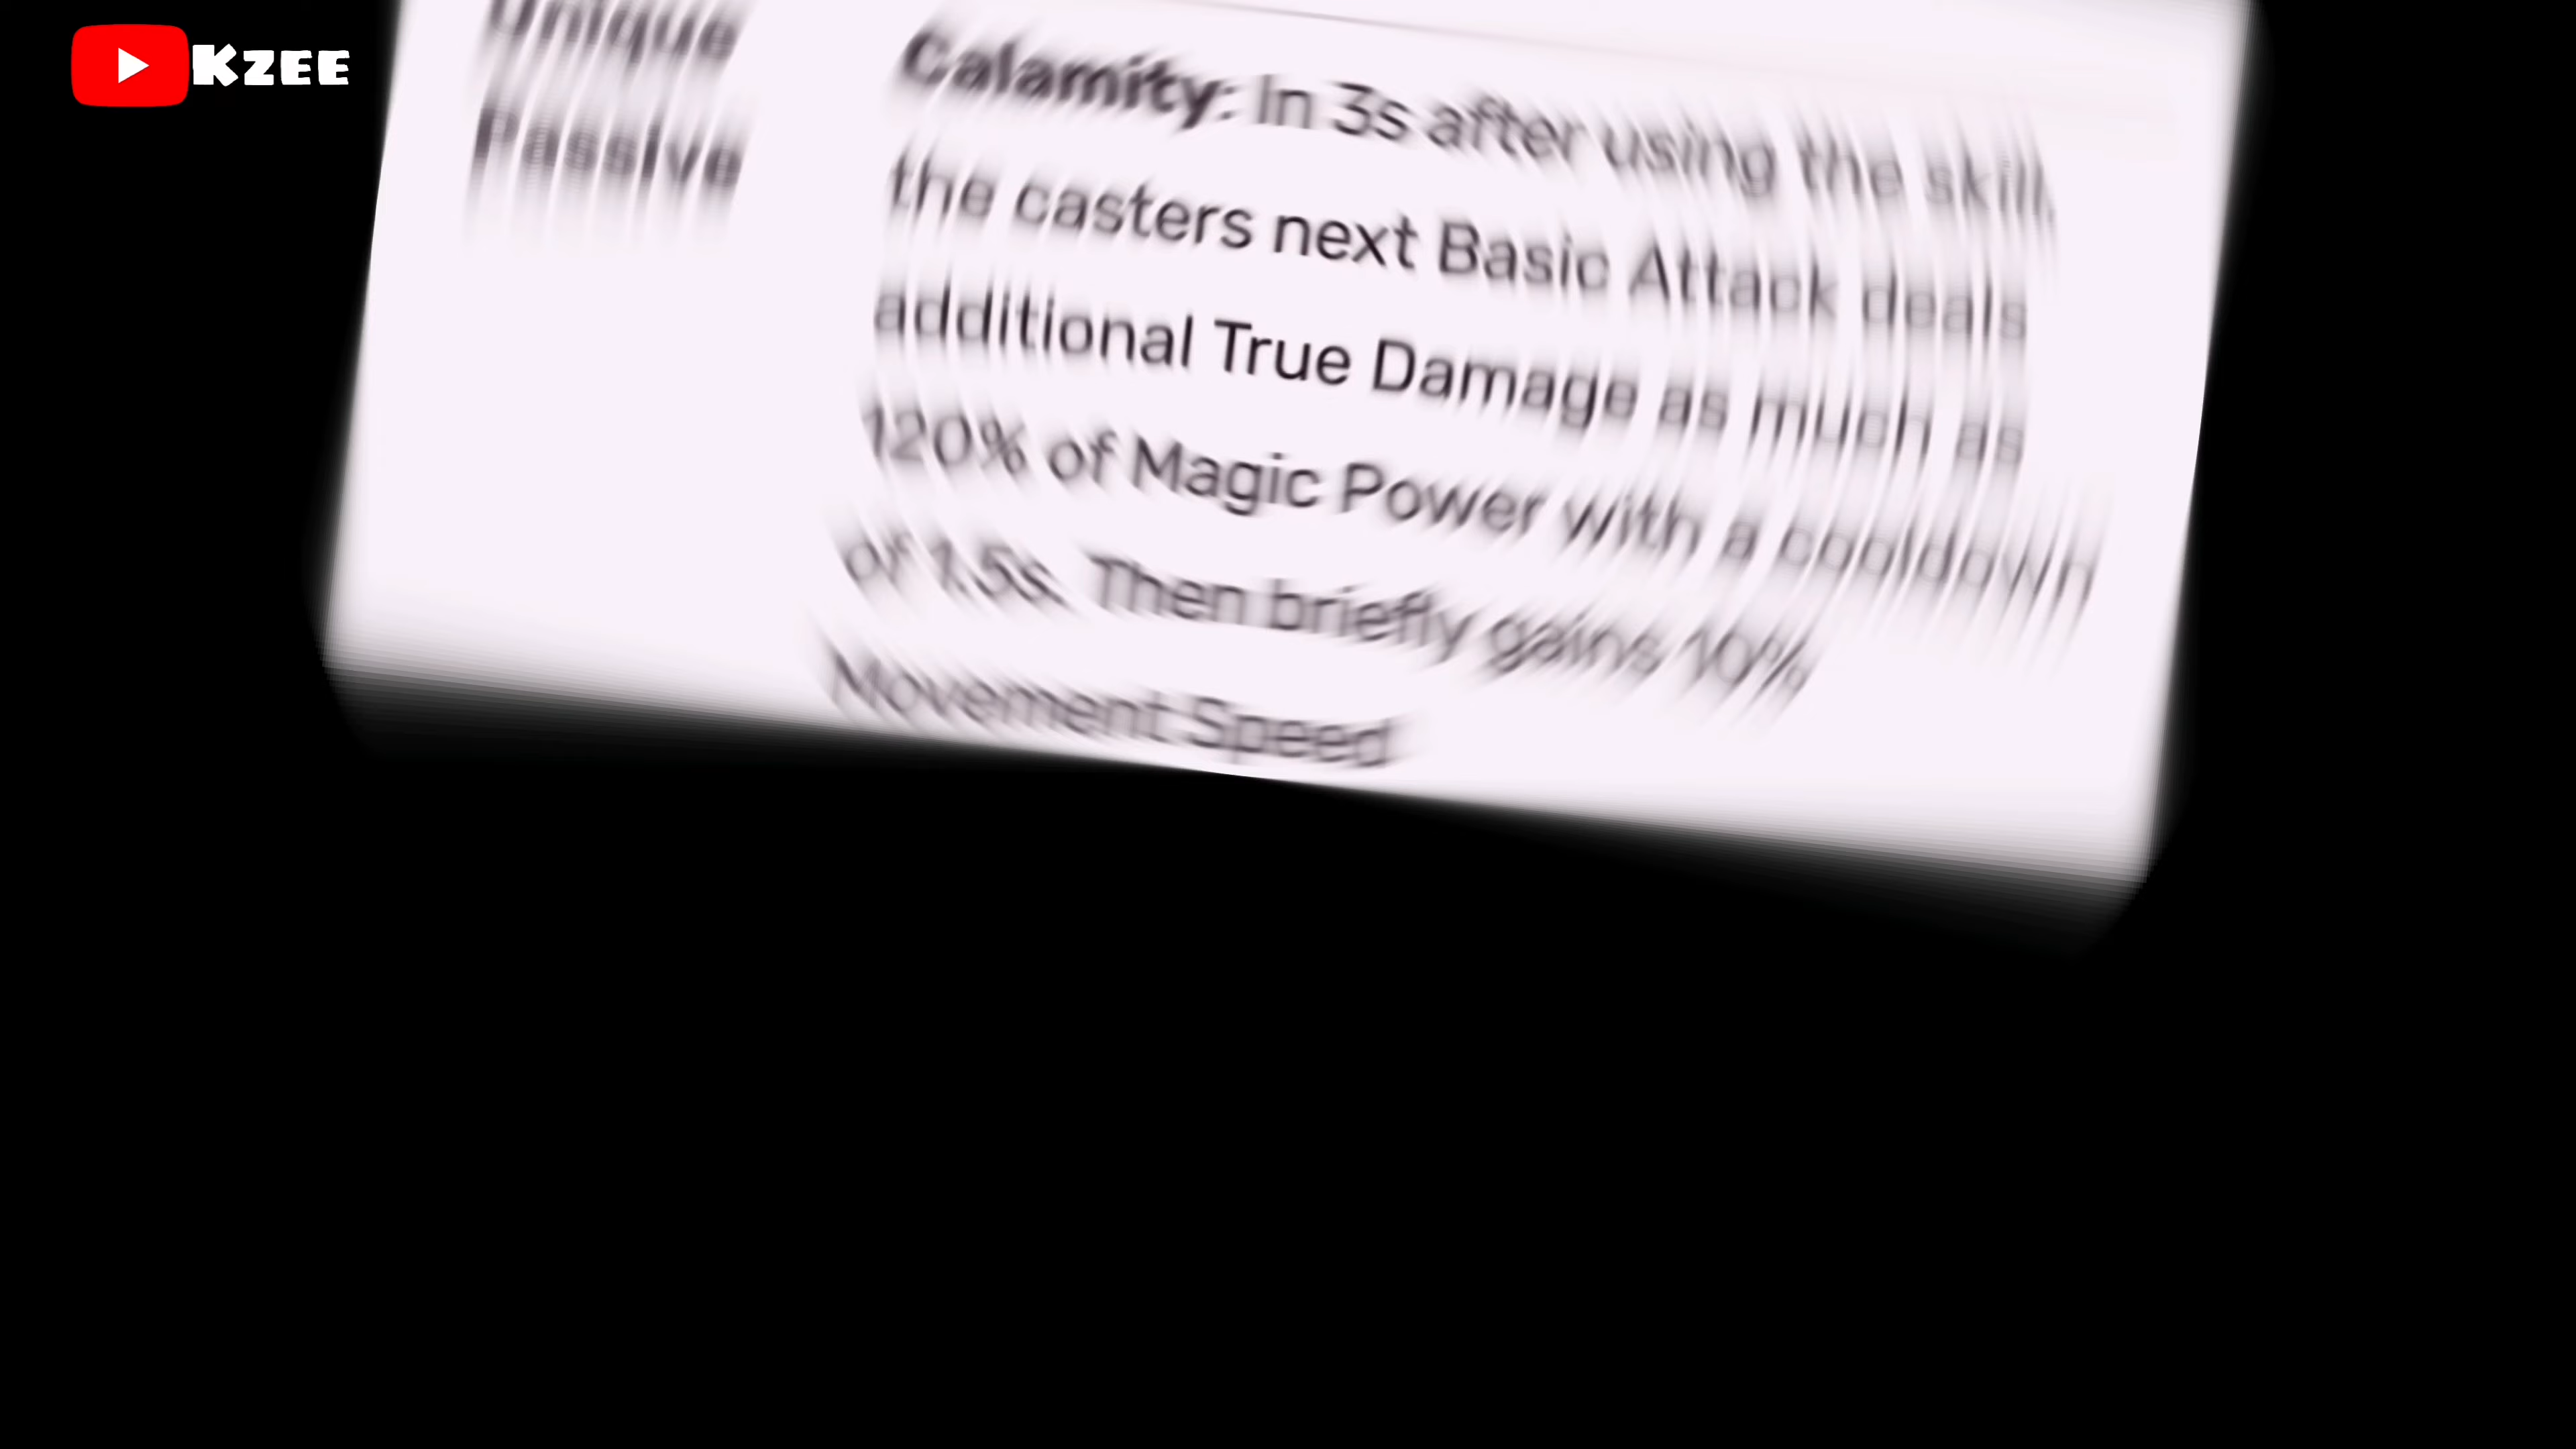 KZEE
Unique
Passive
Calamity: In 3s after using the skill,
the casters next Basic Attack deals
additional True Damage as much as
120% of Magic Power with a cooldown
of 1.5s. Then briefly gains 10%
Movement Speed